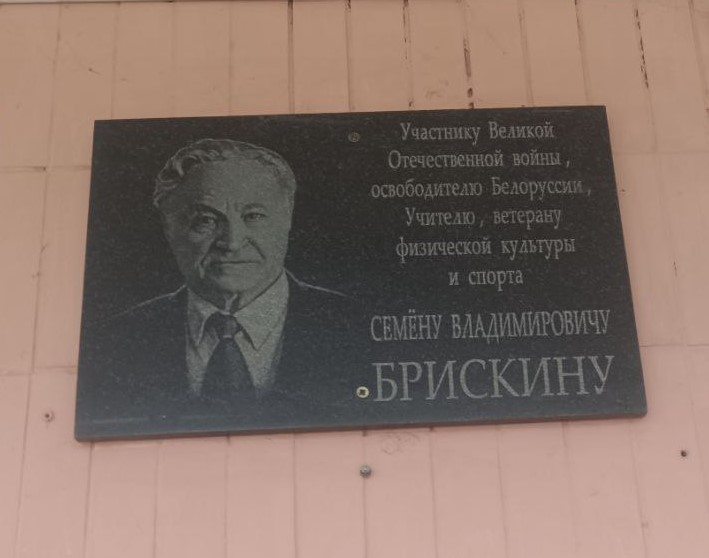 Участнику Великой
Отечественной войны,
освободителю Белоруссии,
Учителю, ветерану
физической культуры
и спорта
СЕМЁНУ ВЛАДИМИРОВИЧУ
БРИСКИНУ